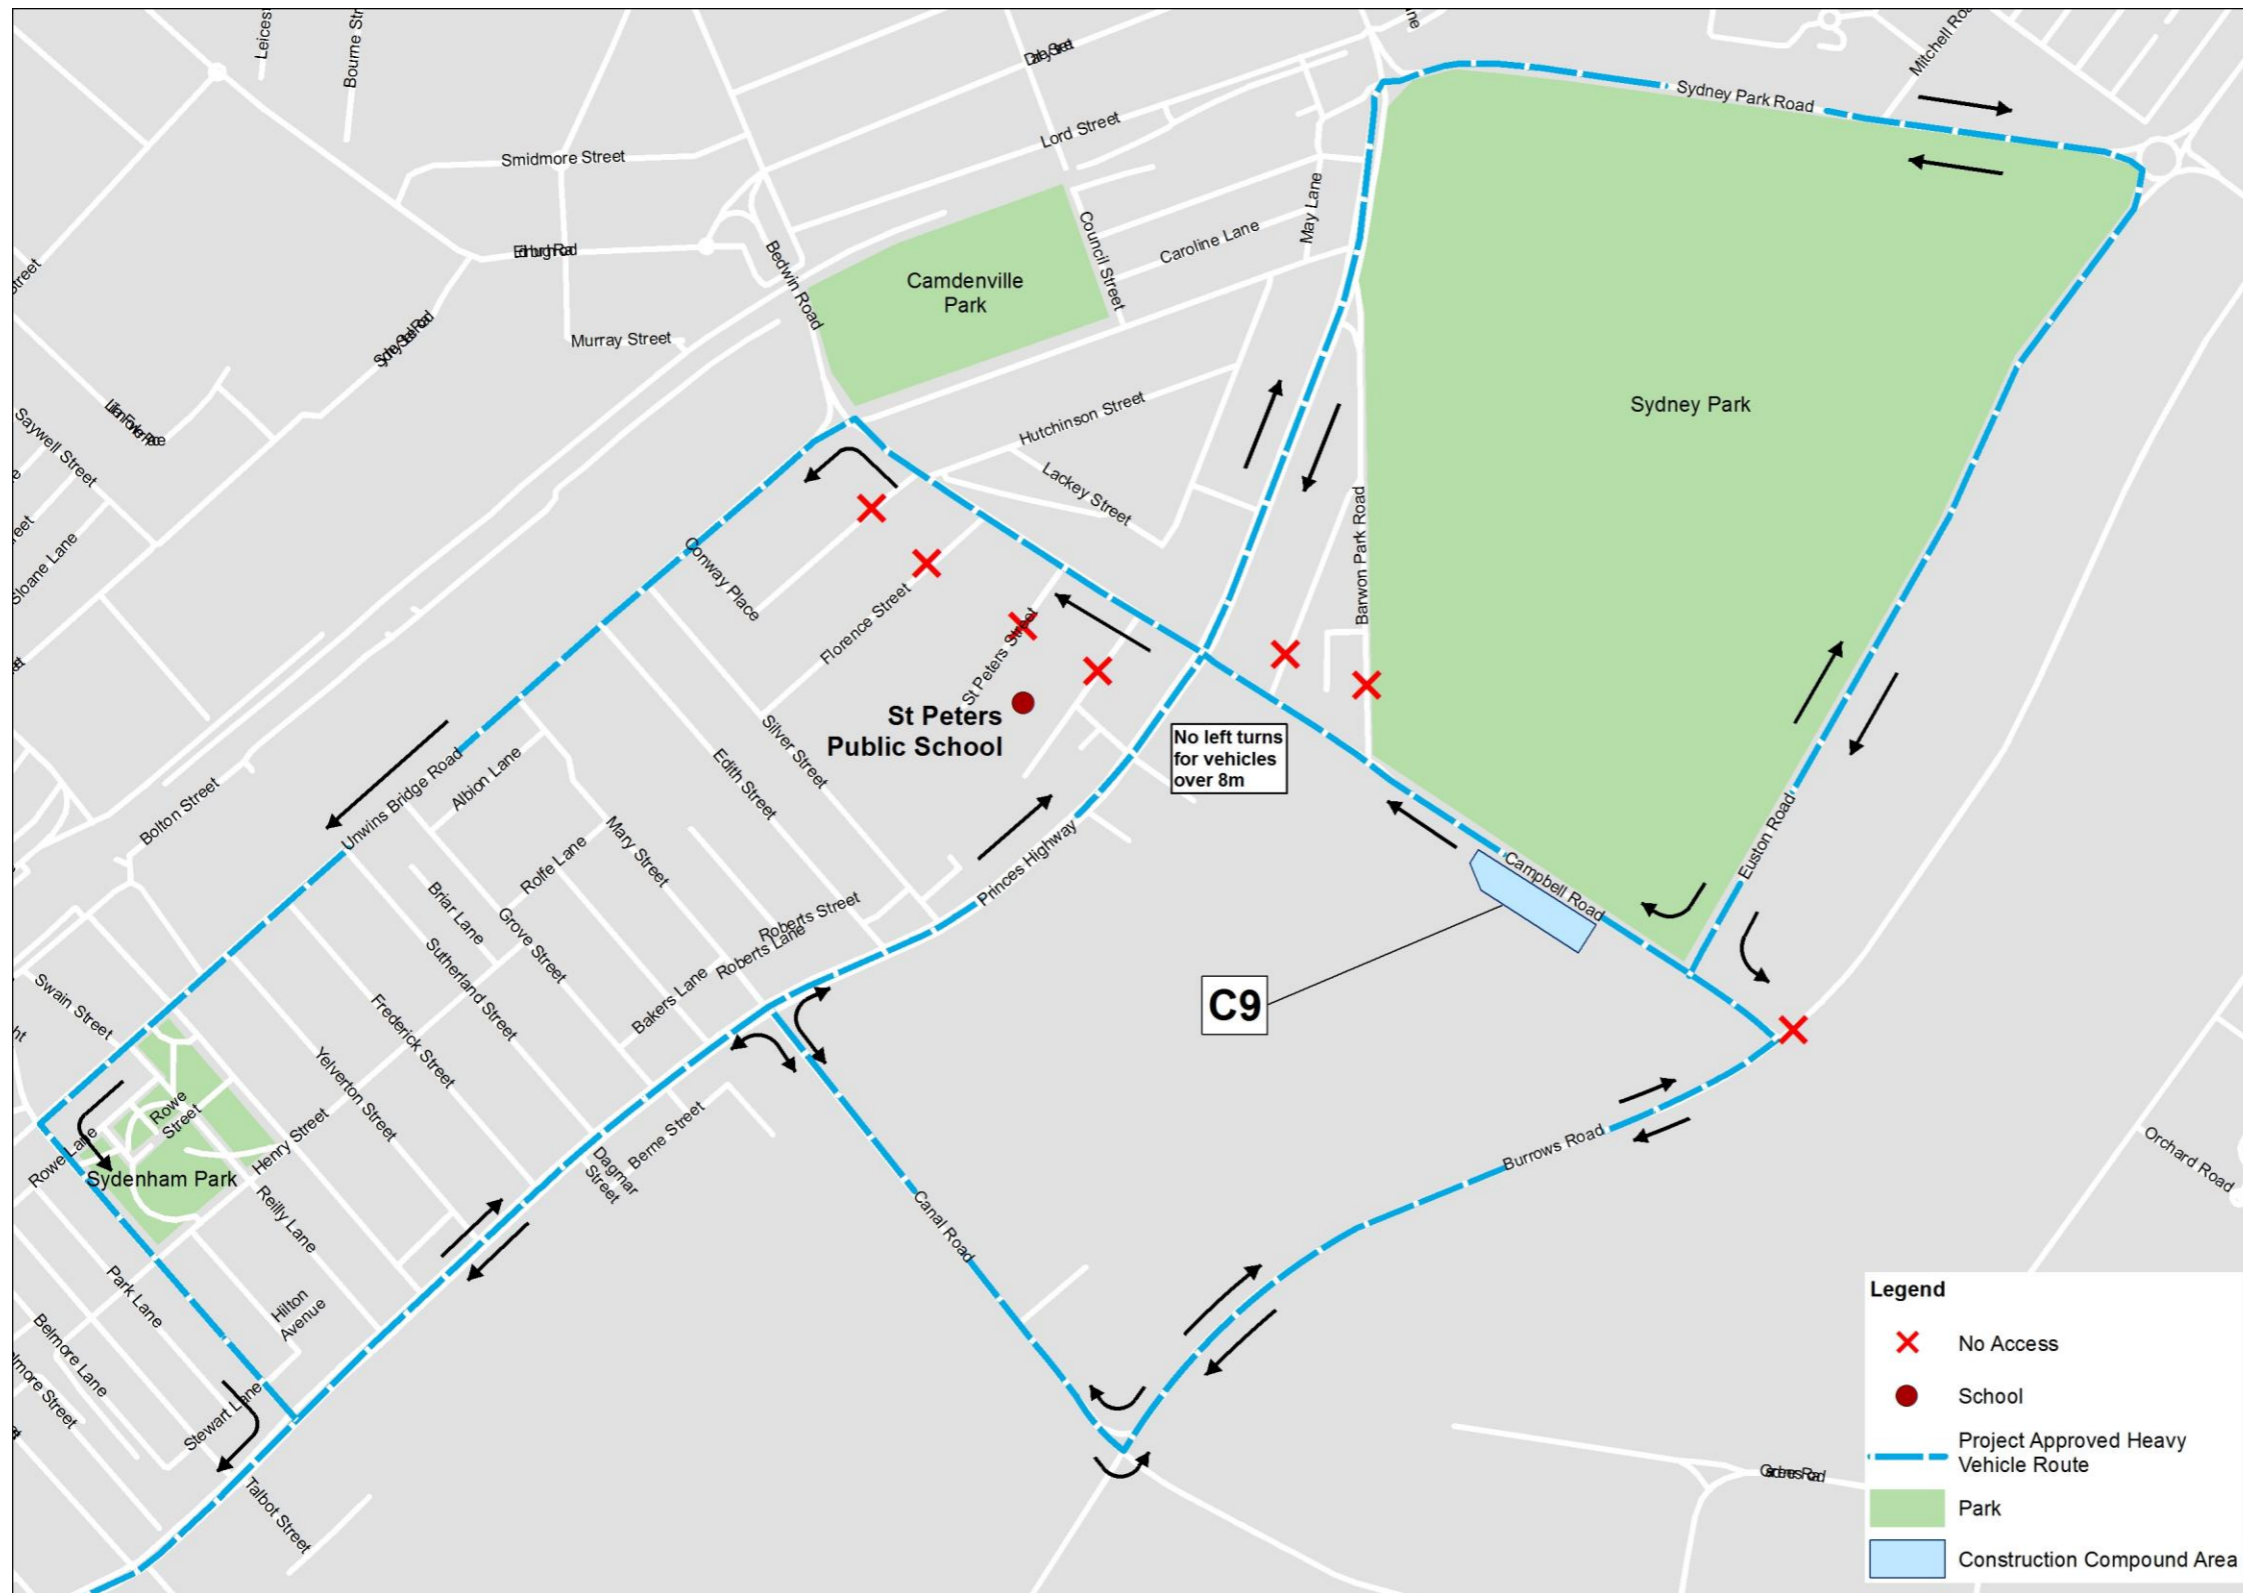 Bourne Str
Mitchell Roa
Sydney Park Road
Lord Street
Smidmore Street
May Lane
Council Street
Caroline Lane
Bedwin Road
Camdenville
Park
Murray Street
Sydney Park
Saywell Street
Hutchinson Street
Lackey Street
Sloane Lane
Conway Place
Barwon Park Road
Florence Street
St Peters Street
St Peters
Public School
No left turns
for vehicles
over 8m
Silver Street
Edith Street
Albion Lane
Unwins Bridge Road
Bolton Street
Mary Street
Rolfe Lane
Princes Highway
Euston Road
Campbell Road
Briar Lane
Grove Street
Roberts Street
Roberts Lane
Sutherland Street
Bakers Lane
C9
Swain Street
Frederick Street
Yelverton Street
Rowe
Street
Rowe Lane
Henry Street
Berne Street
Dagmar
Street
Burrows Road
Orchard Road
Sydenham Park
Reilly Lane
Canal Road
Park Lane
Hilton
Avenue
Belmore Lane
lmore Street
Stewart Lane
Talbot Street
Legend
No Access
School
Project Approved Heavy
Vehicle Route
Park
Construction Compound Area